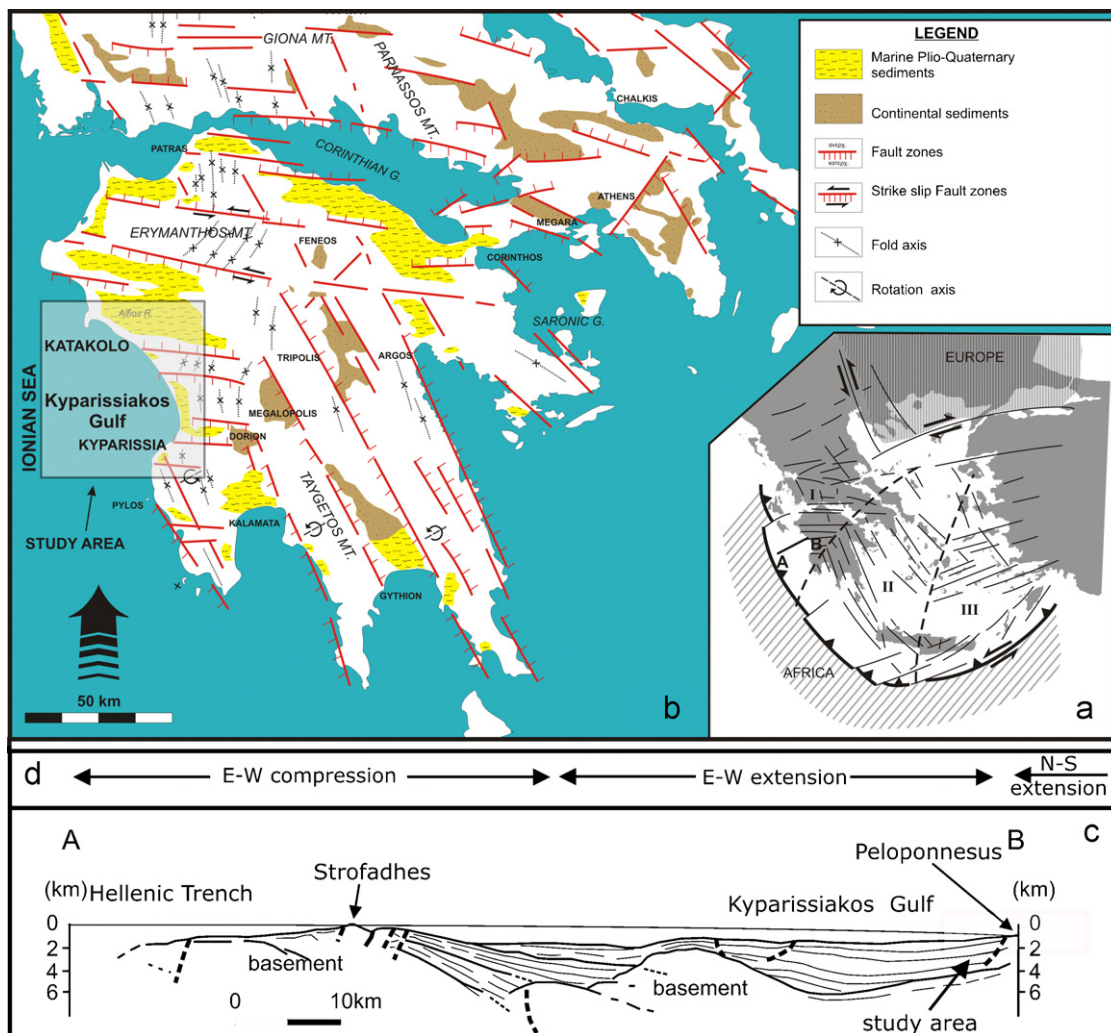 GIONA MT.
PARNASSOS MT.
CHALKIS
PATRAS
CORINTHIAN G.
ATHENS
MEGARA
ERYMANTHOS MT.
FENEOS
CORINTHOS
Alfios R.
SARONIC G.
KATAKOLO
TRIPOLIS
ARGOS
IONIAN SEA
Kyparissiakos
Gulf
MEGALOPOLIS
DORION
KYPARISSIA
PYLOS
KALAMATA
TAYGETOS MT.
STUDY AREA
GYTHION
50 km
b
LEGEND
Marine Plio-Quaternary
sediments
Continental sediments
ανερχ.
κατερχ.
Fault zones
Strike slip Fault zones
Fold axis
Rotation axis
EUROPE
I
B
A
II
III
AFRICA
a
d
E-W compression
E-W extension
N-S
extension
A
B
c
Peloponnesus
Strofadhes
(km)
Hellenic Trench
Kyparissiakos Gulf
(km)
0
2
4
6
basement
basement
0
2
4
6
0 10km
study area